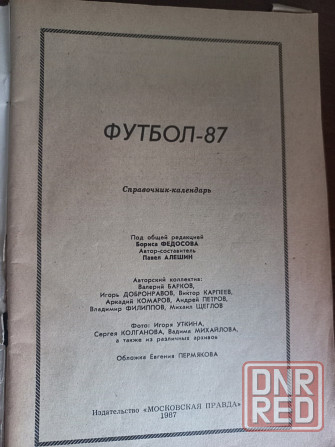 ФУТБОЛ-87
Справочник-календарь
Под общей редакцией
Бориса ФЕДОСОВА
Автор-составитель
Павел АЛЕШИН
Авторский коллектив:
Валерий БАРКОВ,
Игорь ДОБРОНРАВОВ, Виктор КАРПЕЕВ,
Аркадий КОМАРОВ, Андрей ПЕТРОВ,
Владимир ФИЛИППОВ, Михаил ЩЕГЛОВ
Фото: Игоря УТКИНА,
Сергея КОЛГАНОВА, Вадима МИХАЙЛОВА,
а также из различных архивов
Обложка Евгения ПЕРМЯКОВА
Издательство «МОСКОВСКАЯ ПРАВДА»
1987
DNR
RED